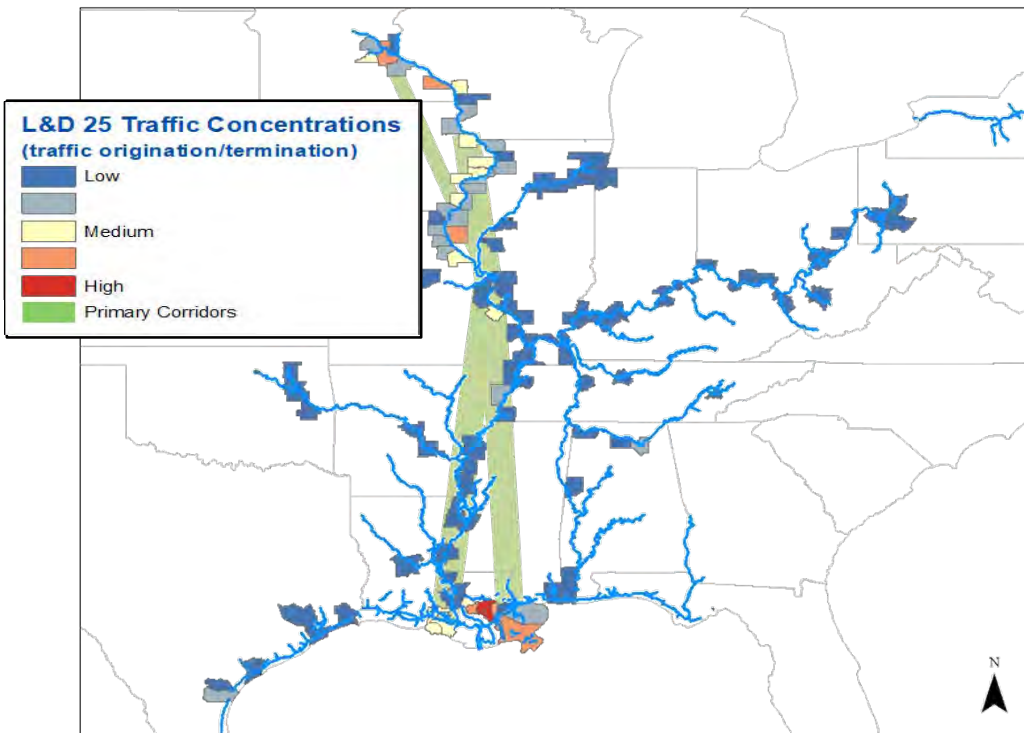 L&D 25 Traffic Concentrations
(traffic origination/termination)
Low
Medium
High
Primary Corridors
N